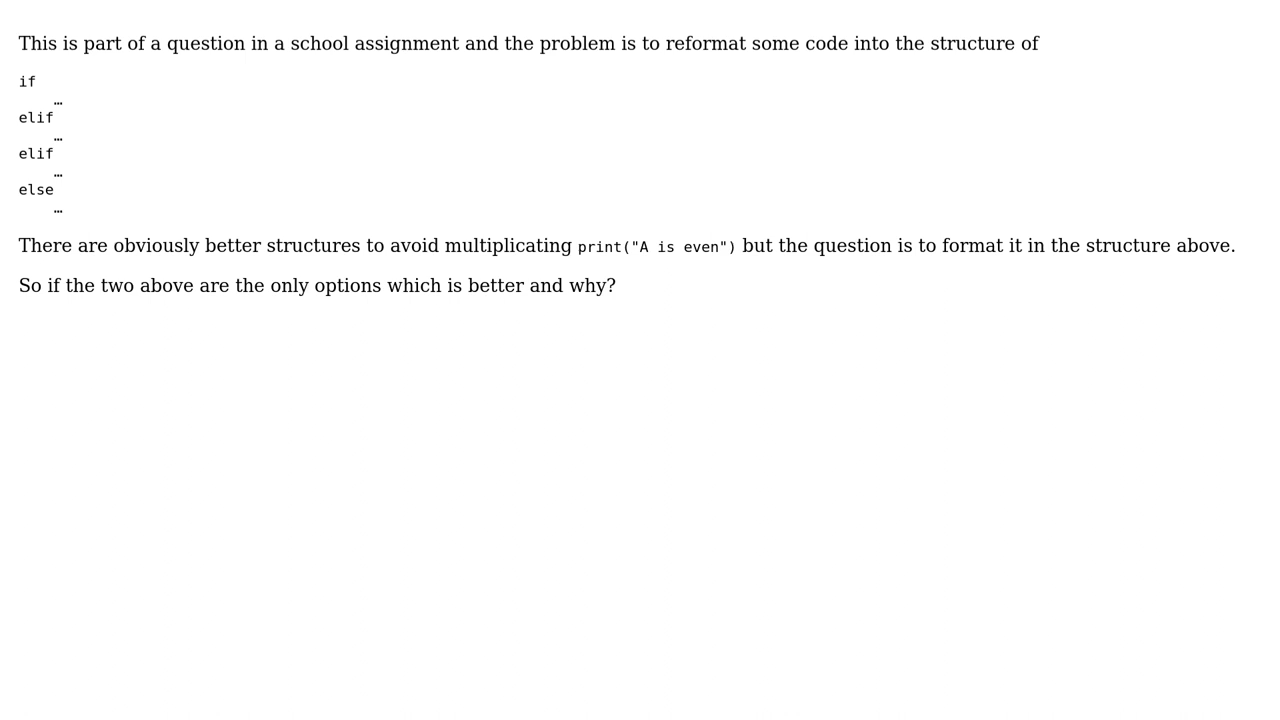 This is part of a question in a school assignment and the problem is to reformat some code into the structure of
if
    …
elif
    …
elif
    …
else
    …
There are obviously better structures to avoid multiplicating print("A is even") but the question is to format it in the structure above.
So if the two above are the only options which is better and why?